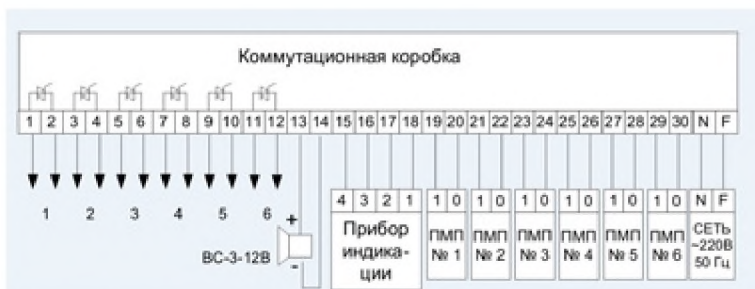 Коммутационная коробка
1 2 3 4 5 6 7 8 9 10 11 12 13 14 15 16 17 18 19 20 21 22 23 24 25 26 27 28 29 30 N F
4 3 2 1 1 0 1 0 1 0 1 0 1 0 1 0 N F
1 2 3 4 5 6 +
Прибор
индика-
ции
ПМП
№ 1
ПМП
№ 2
ПМП
№ 3
ПМП
№ 4
ПМП
№ 5
ПМП
№ 6
СЕТЬ
~220В
50 Гц
ВС-3-12В -